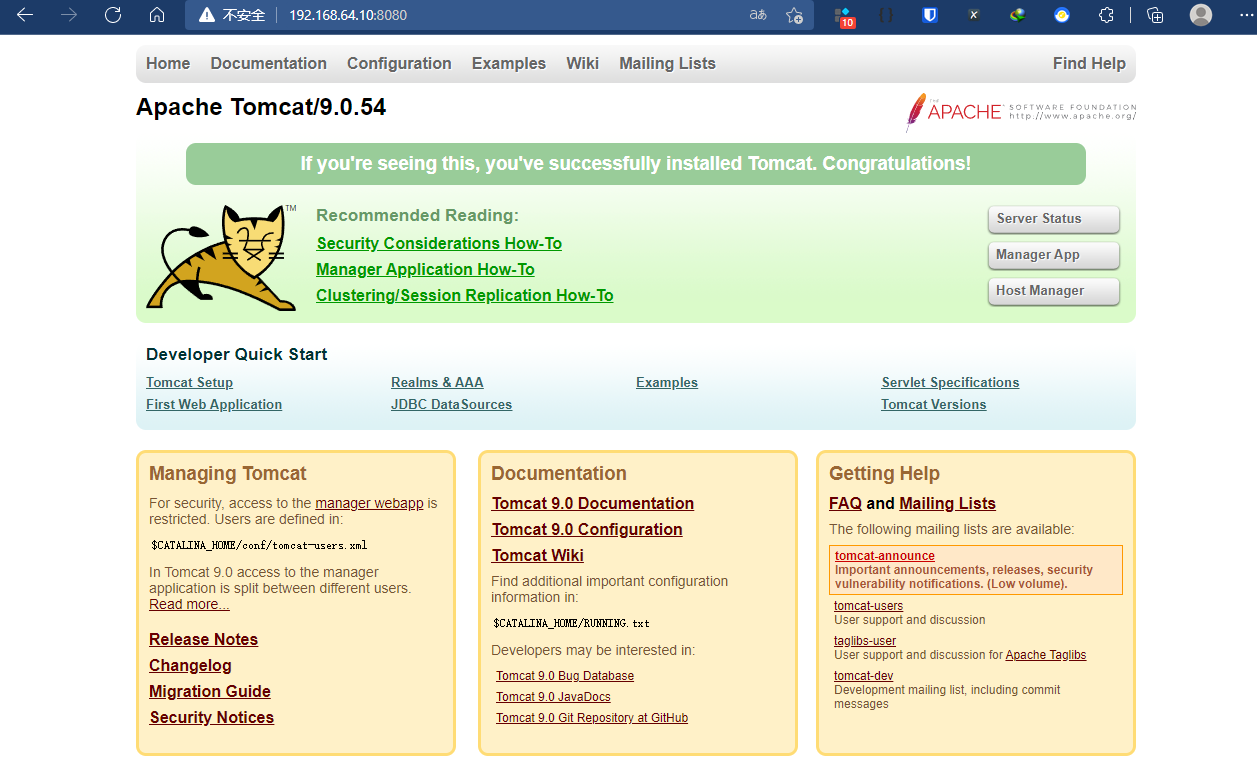 不安全
192.168.64.10:8080
10
Home Documentation Configuration Examples Wiki Mailing Lists Find Help
Apache Tomcat/9.0.54
THE
APACHE
SOFTWARE FOUNDATION
http://www.apache.org/
If you're seeing this, you've successfully installed Tomcat. Congratulations!
TM
Recommended Reading:
Security Considerations How-To
Manager Application How-To
Clustering/Session Replication How-To
Server Status
Manager App
Host Manager
Developer Quick Start
Tomcat Setup
First Web Application
Realms & AAA
JDBC DataSources
Examples
Servlet Specifications
Tomcat Versions
Managing Tomcat
For security, access to the manager webapp is
restricted. Users are defined in:
$CATALINA_HOME/conf/tomcat-users.xml
In Tomcat 9.0 access to the manager
application is split between different users.
Read more...
Release Notes
Changelog
Migration Guide
Security Notices
Documentation
Tomcat 9.0 Documentation
Tomcat 9.0 Configuration
Tomcat Wiki
Find additional important configuration
information in:
$CATALINA_HOME/RUNNING.txt
Developers may be interested in:
Tomcat 9.0 Bug Database
Tomcat 9.0 JavaDocs
Tomcat 9.0 Git Repository at GitHub
Getting Help
FAQ and Mailing Lists
The following mailing lists are available:
tomcat-announce
Important announcements, releases, security
vulnerability notifications. (Low volume).
tomcat-users
User support and discussion
taglibs-user
User support and discussion for Apache Taglibs
tomcat-dev
Development mailing list, including commit
messages